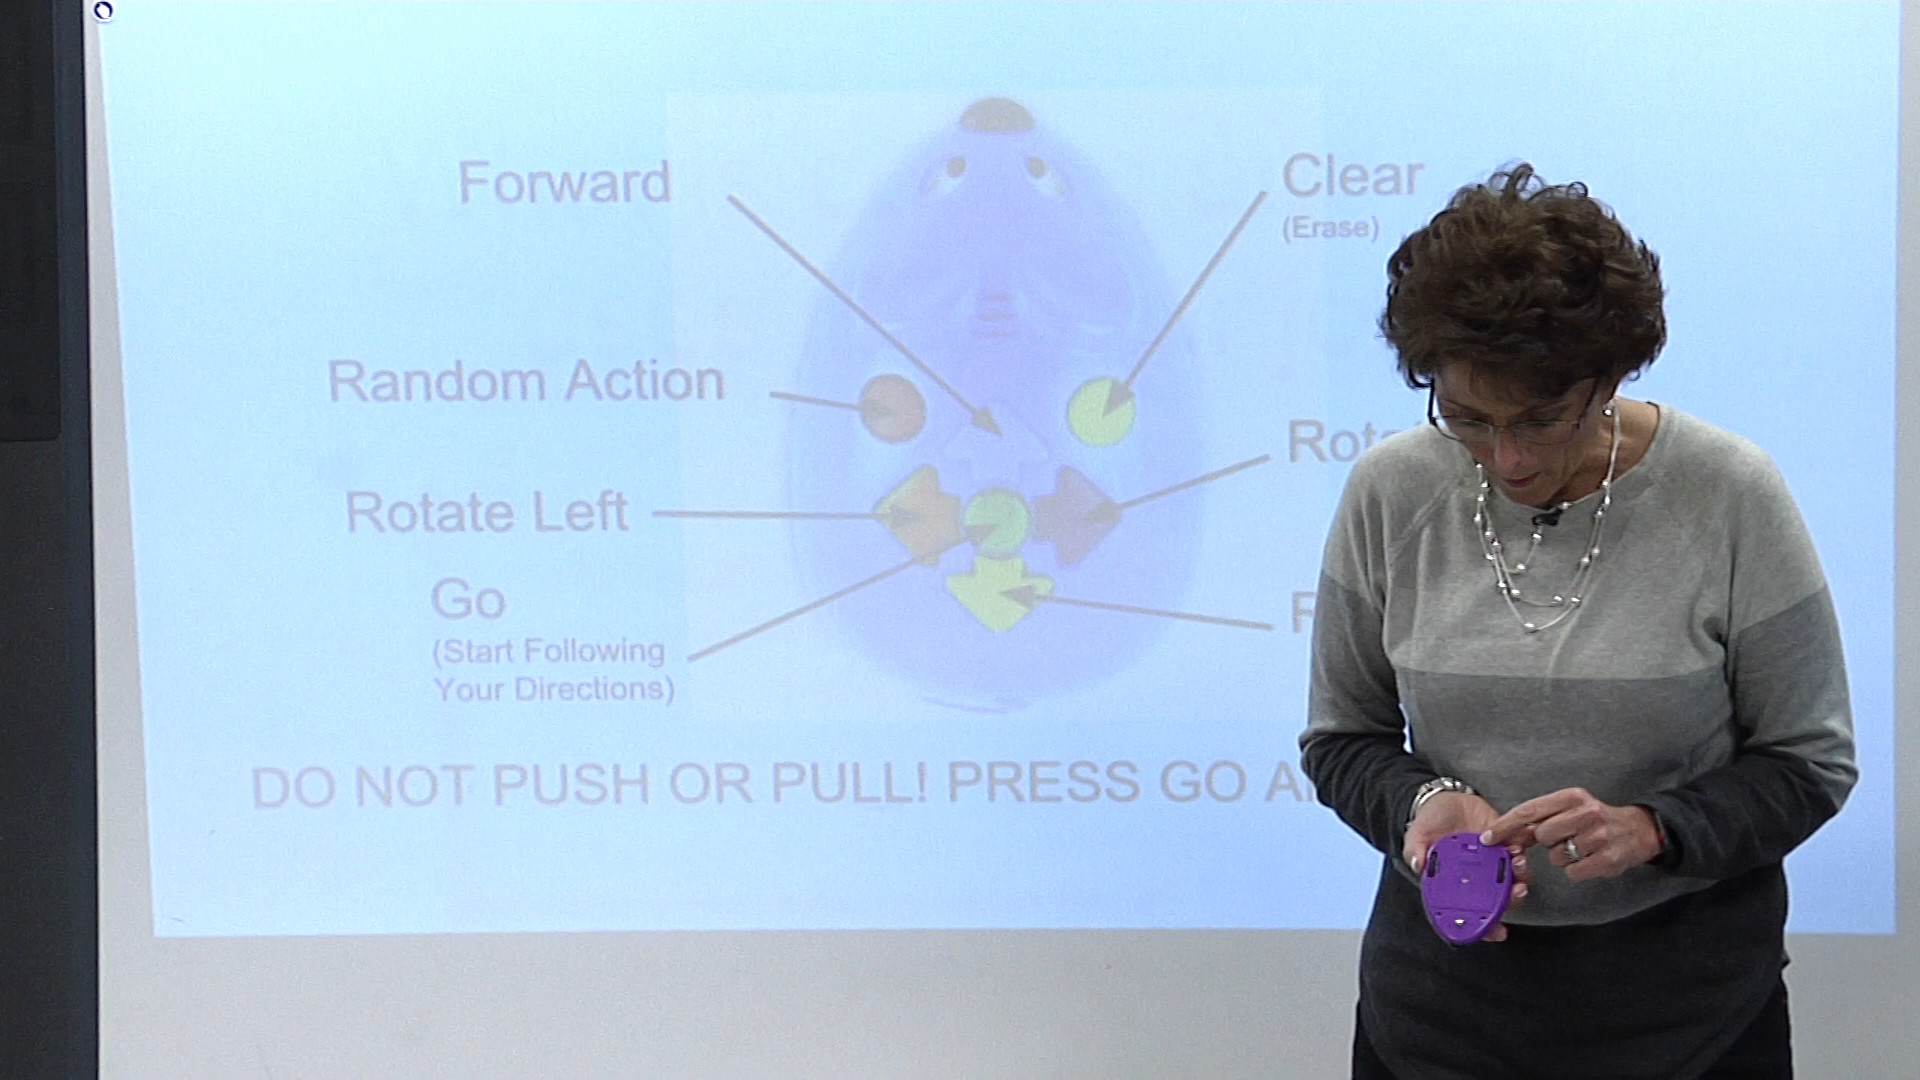 Forward
Clear
(Erase)
Random Action
Rotate Left
Go
(Start Following
Your Directions)
DO NOT PUSH OR PULL! PRESS GO